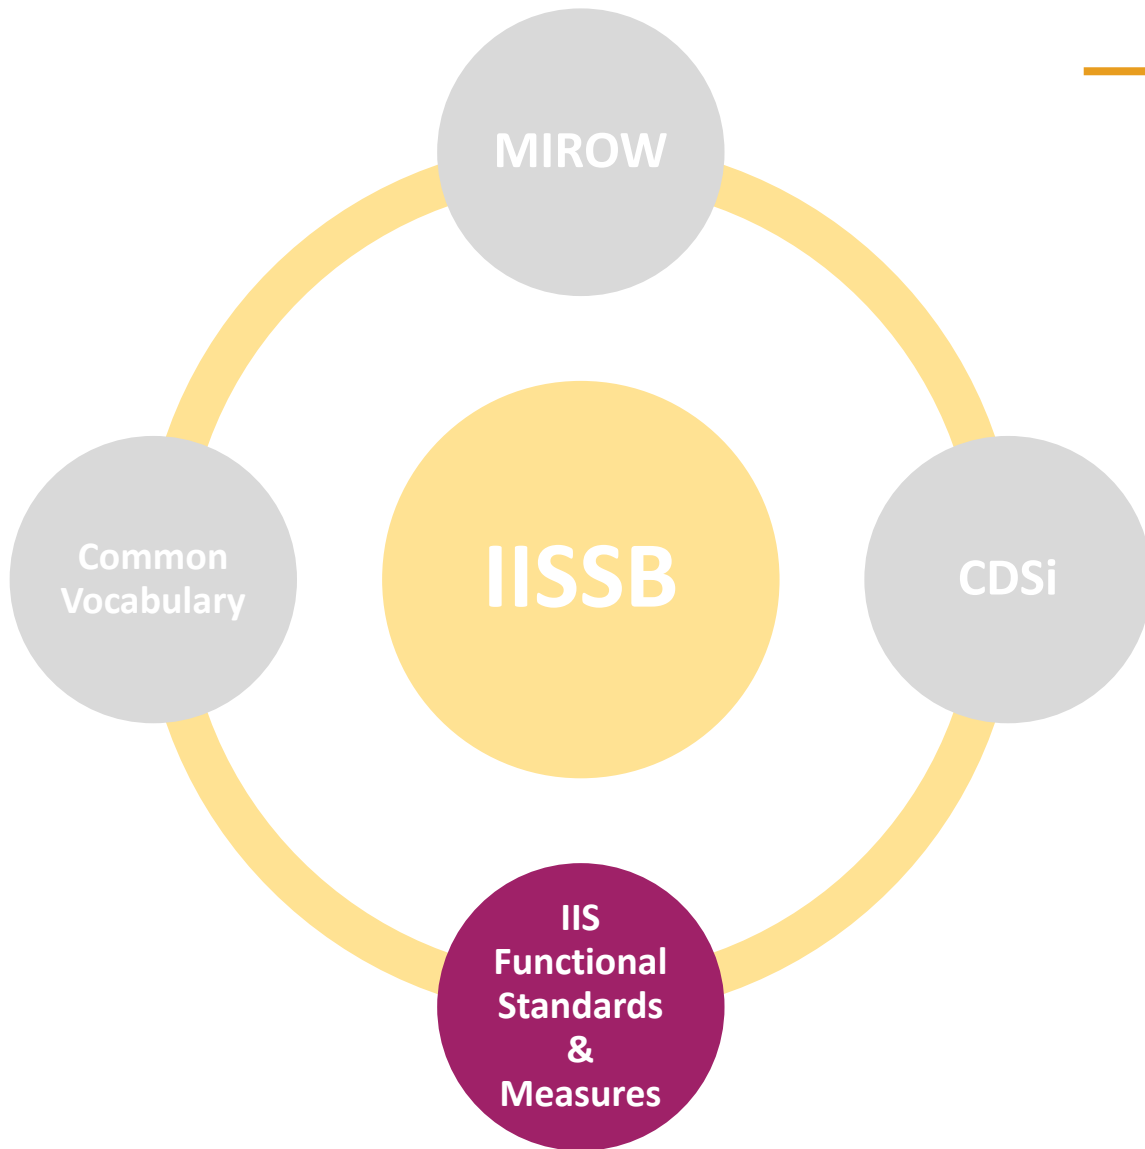 MIROW
Common
Vocabulary
IISSB
CDSi
IIS
Functional
Standards
&
Measures